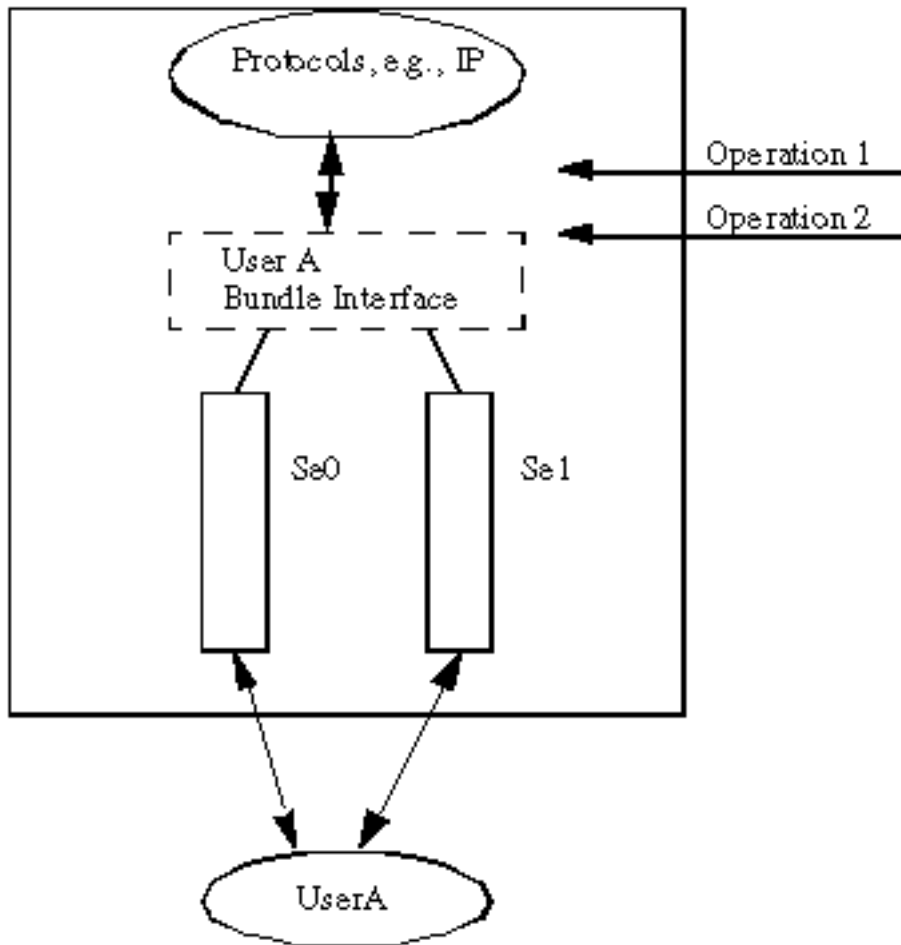 Protocols, e.g., IP
Operation 1
Operation 2
User A
Bundle Interface
Se0
Se1
UserA